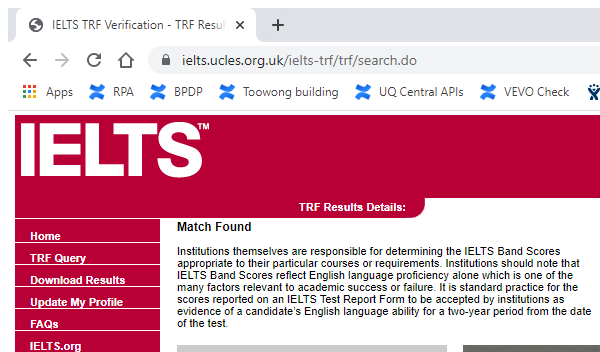 IELTS TRF Verification - TRF Resul
ielts.ucles.org.uk/ielts-trf/trf/search.do
Apps RPA BPDP Toowong building UQ Central APIs VEVO Check
IELTS™
TRF Results Details:
Home
TRF Query
Download Results
Update My Profile
FAQs
IELTS.org
Match Found
Institutions themselves are responsible for determining the IELTS Band Scores
appropriate to their particular courses or requirements. Institutions should note that
IELTS Band Scores reflect English language proficiency alone which is one of the
many factors relevant to academic success or failure. It is standard practice for the
scores reported on an IELTS Test Report Form to be accepted by institutions as
evidence of a candidate's English language ability for a two-year period from the date
of the test.